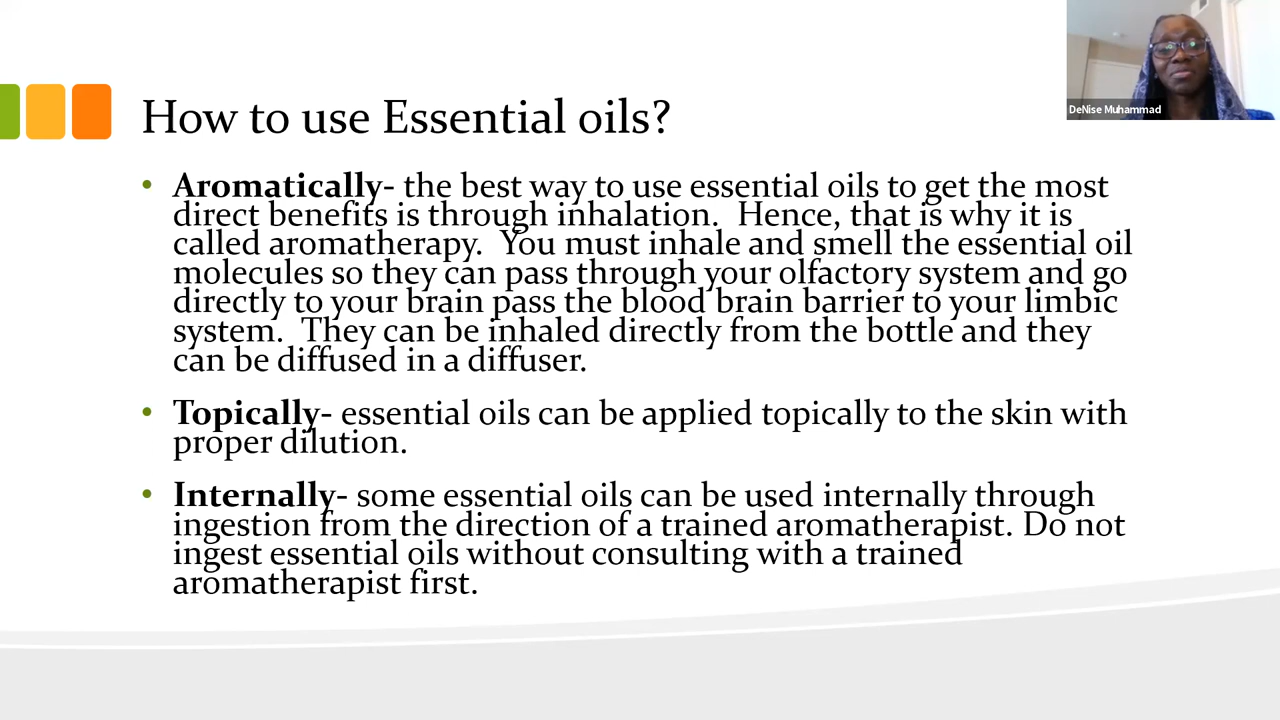 How to use Essential oils?
DeNise Muhammad
• Aromatically- the best way to use essential oils to get the most
direct benefits is through inhalation.  Hence, that is why it is
called aromatherapy.  You must inhale and smell the essential oil
molecules so they can pass through your olfactory system and go
directly to your brain pass the blood brain barrier to your limbic
system.  They can be inhaled directly from the bottle and they
can be diffused in a diffuser.
• Topically- essential oils can be applied topically to the skin with
proper dilution.
• Internally- some essential oils can be used internally through
ingestion from the direction of a trained aromatherapist. Do not
ingest essential oils without consulting with a trained
aromatherapist first.